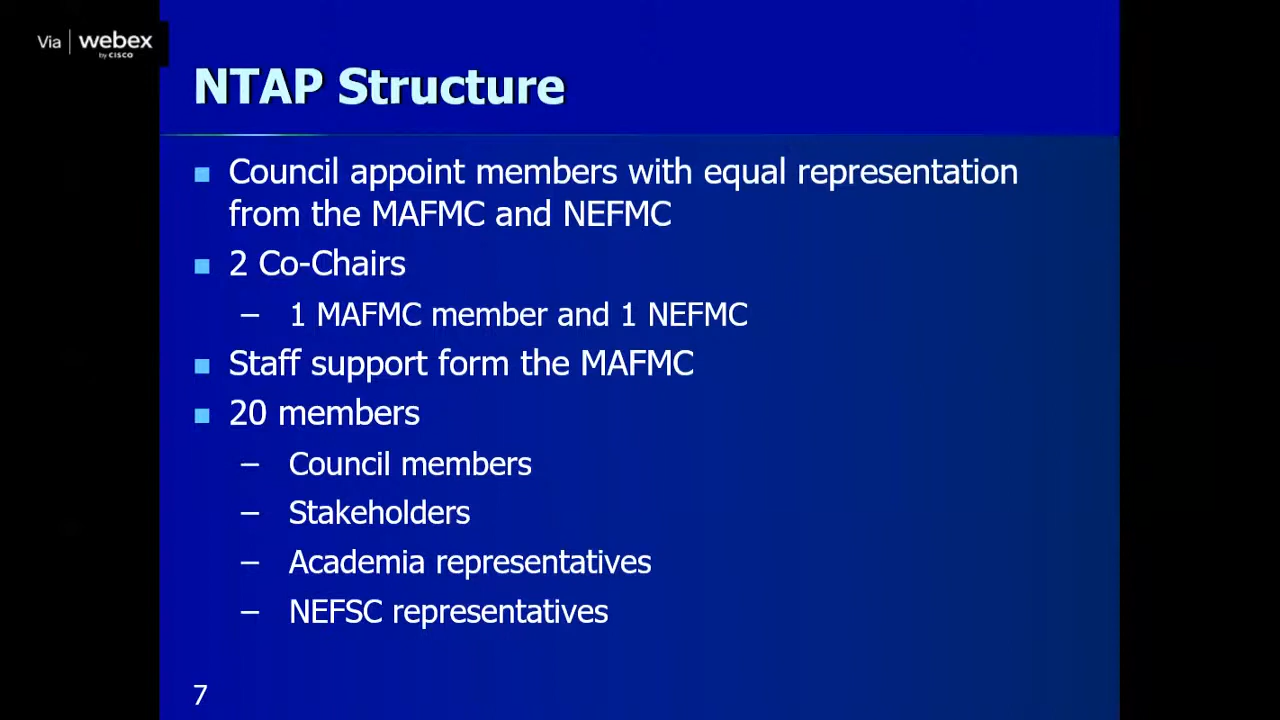 Via webex
by CISCO
NTAP Structure
Council appoint members with equal representation
from the MAFMC and NEFMC
2 Co-Chairs
– 1 MAFMC member and 1 NEFMC
Staff support form the MAFMC
20 members
– Council members
– Stakeholders
– Academia representatives
– NEFSC representatives
7